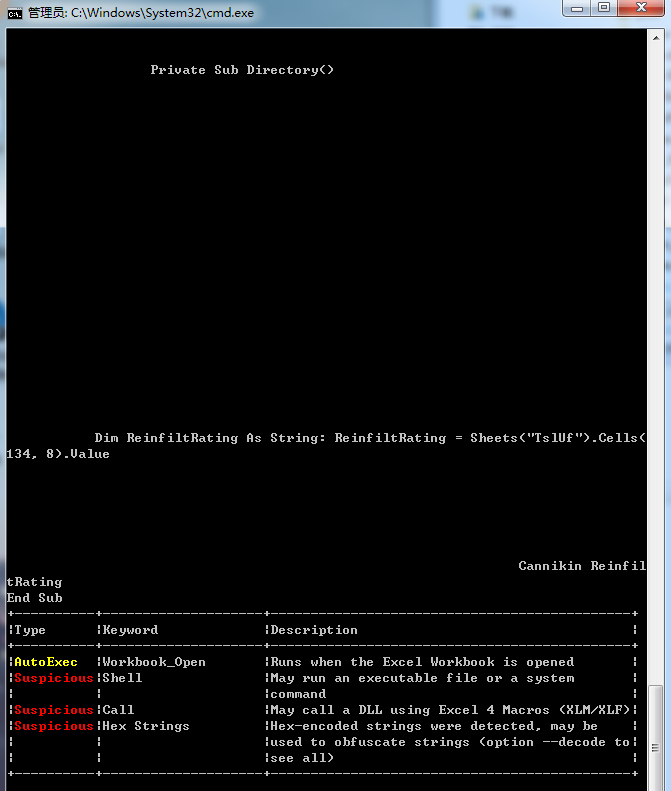 管理员: C:\Windows\System32\cmd.exe
Private Sub Directory()
Dim ReinfiltRating As String: ReinfiltRating = Sheets("TslUf").Cells(
134, 8).Value
Cannikin Reinfil
tRating
End Sub
+----------+--------------------+---------------------------------------------+
|Type |Keyword |Description |
+----------+--------------------+---------------------------------------------+
|AutoExec |Workbook_Open |Runs when the Excel Workbook is opened |
|Suspicious|Shell |May run an executable file or a system |
| | |command |
|Suspicious|Call |May call a DLL using Excel 4 Macros (XLM/XLF)|
|Suspicious|Hex Strings |Hex-encoded strings were detected, may be |
| | |used to obfuscate strings (option --decode to|
| | |see all) |
+----------+--------------------+---------------------------------------------+